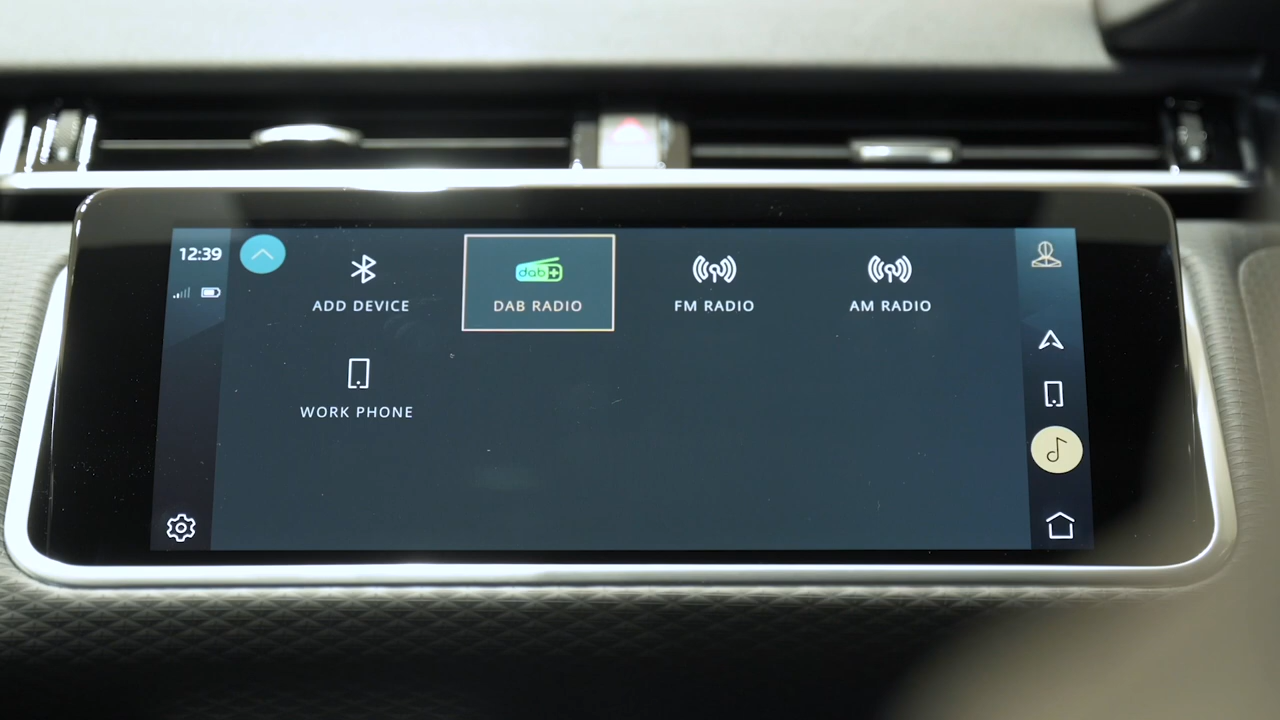 12:39
ADD DEVICE
dab+
DAB RADIO
FM RADIO
AM RADIO
WORK PHONE